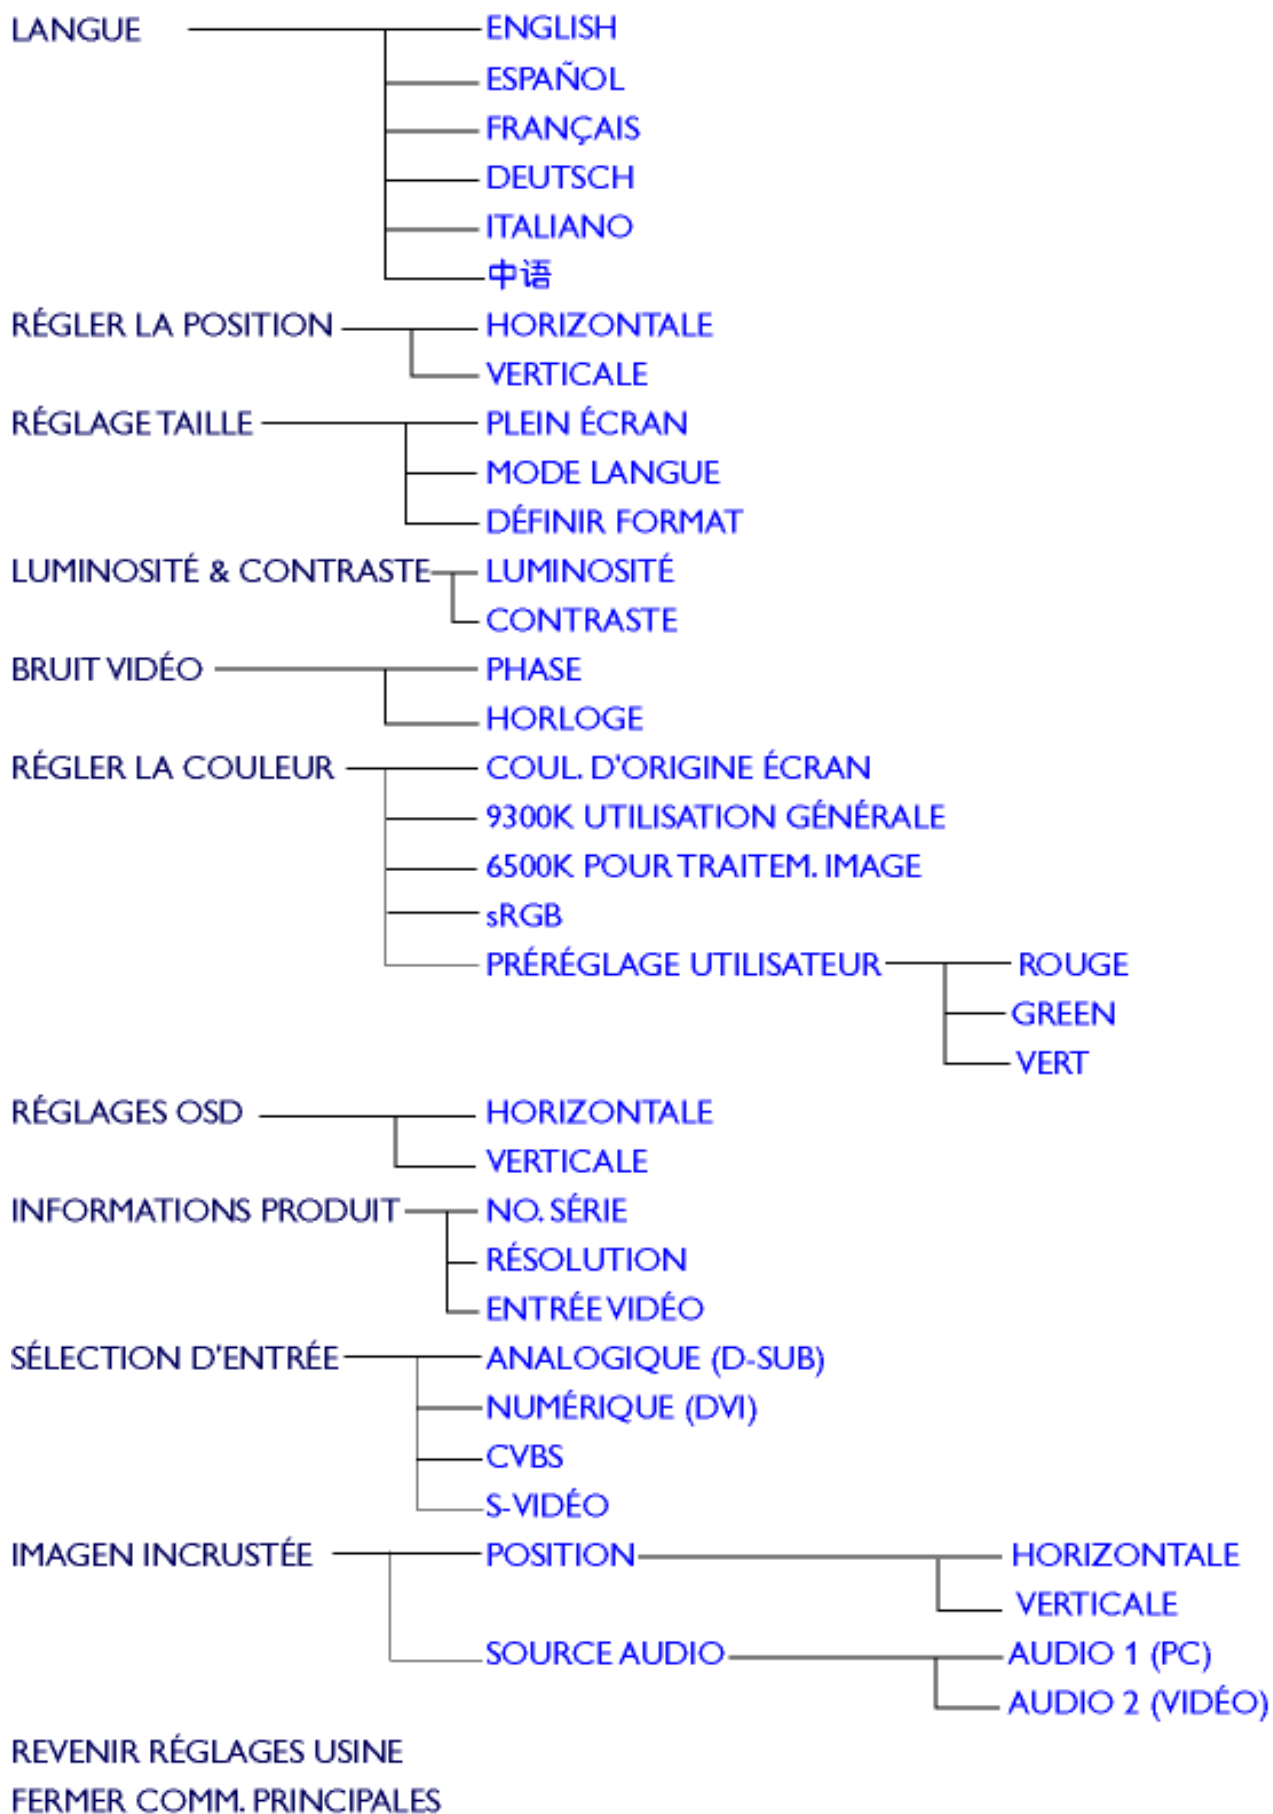 LANGUE ENGLISH
ESPAÑOL
FRANÇAIS
DEUTSCH
ITALIANO
中语
RÉGLER LA POSITION HORIZONTALE
VERTICALE
RÉGLAGE TAILLE PLEIN ÉCRAN
MODE LANGUE
DÉFINIR FORMAT
LUMINOSITÉ & CONTRASTE LUMINOSITÉ
CONTRASTE
BRUIT VIDÉO PHASE
HORLOGE
RÉGLER LA COULEUR COUL. D'ORIGINE ÉCRAN
9300K UTILISATION GÉNÉRALE
6500K POUR TRAITEM. IMAGE
sRGB
PRÉRÉGLAGE UTILISATEUR ROUGE
GREEN
VERT
RÉGLAGES OSD HORIZONTALE
VERTICALE
INFORMATIONS PRODUIT NO. SÉRIE
RÉSOLUTION
ENTRÉE VIDÉO
SÉLECTION D'ENTRÉE ANALOGIQUE (D-SUB)
NUMÉRIQUE (DVI)
CVBS
S-VIDÉO
IMAGEN INCRUSTÉE POSITION HORIZONTALE
VERTICALE
SOURCE AUDIO AUDIO 1 (PC)
AUDIO 2 (VIDÉO)
REVENIR RÉGLAGES USINE
FERMER COMM. PRINCIPALES